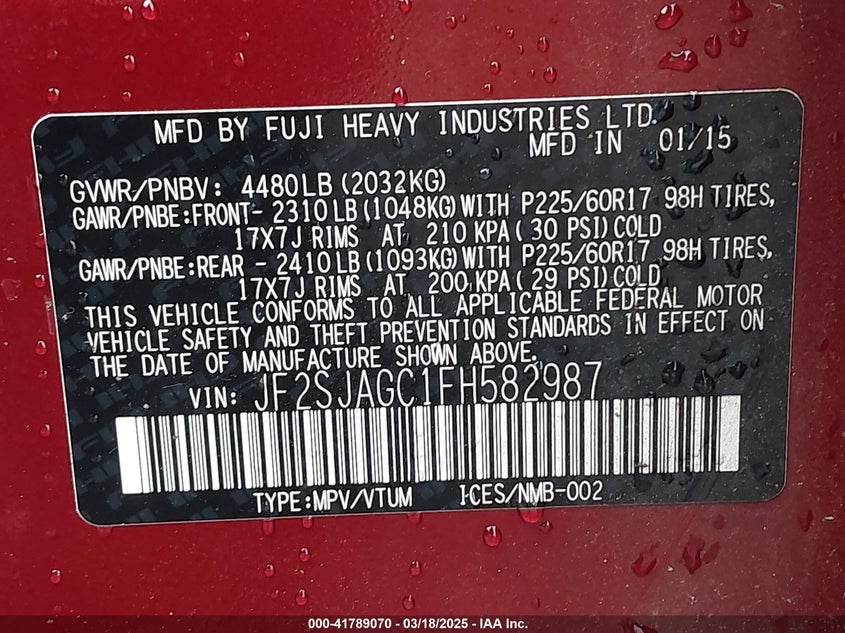 MFD BY FUJI HEAVY INDUSTRIES LTD.
MFD IN 01/15
GVWR/PNBV: 4480LB(2032KG)
GAWR/PNBE:FRONT- 2310LB(1048KG)WITH P225/60R17 98H TIRES,
17X7J RIMS AT 210 KPA(30 PSI)COLD
GAWR/PNBE:REAR - 2410LB(1093KG)WITH P225/60R17 98H TIRES,
17X7J RIMS AT 200 KPA(29 PSI)COLD
THIS VEHICLE CONFORMS TO ALL APPLICABLE FEDERAL MOTOR
VEHICLE SAFETY AND THEFT PREVENTION STANDARDS IN EFFECT ON
THE DATE OF MANUFACTURE SHOWN ABOVE.
VIN: JF2SJAGC1FH582987
TYPE:MPV/VTUM ICES/NMB-002
000-41789070 - 03/18/2025 - IAA Inc.